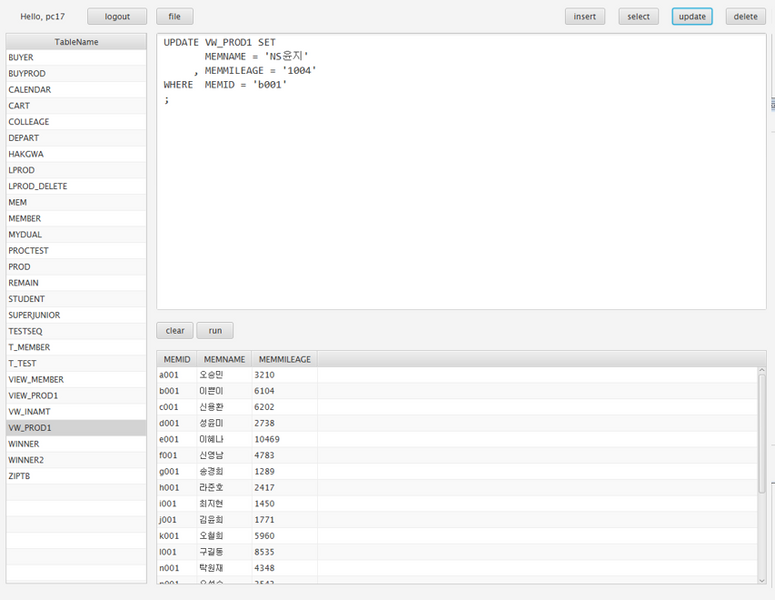 Hello, pc17 logout file insert select update delete
TableName
BUYER
BUYPROD
CALENDAR
CART
COLLEAGE
DEPART
HAKGWA
LPROD
LPROD_DELETE
MEM
MEMBER
MYDUAL
PROCTEST
PROD
REMAIN
STUDENT
SUPERJUNIOR
TESTSEQ
T_MEMBER
T_TEST
VIEW_MEMBER
VIEW_PROD1
VW_INAMT
VW_PROD1
WINNER
WINNER2
ZIPTB
UPDATE VW_PROD1 SET
MEMNAME = 'NS윤지'
, MEMMILEAGE = '1004'
WHERE MEMID = 'b001'
;
clear run
MEMID MEMNAME MEMMILEAGE
a001 오승민 3210
b001 이쁜이 6104
c001 신용환 6202
d001 성윤미 2738
e001 이혜나 10469
f001 신영남 4783
g001 송경희 1289
h001 라준호 2417
i001 최지현 1450
j001 김윤희 1771
k001 오철희 5960
l001 구길동 8535
n001 탁원재 4348